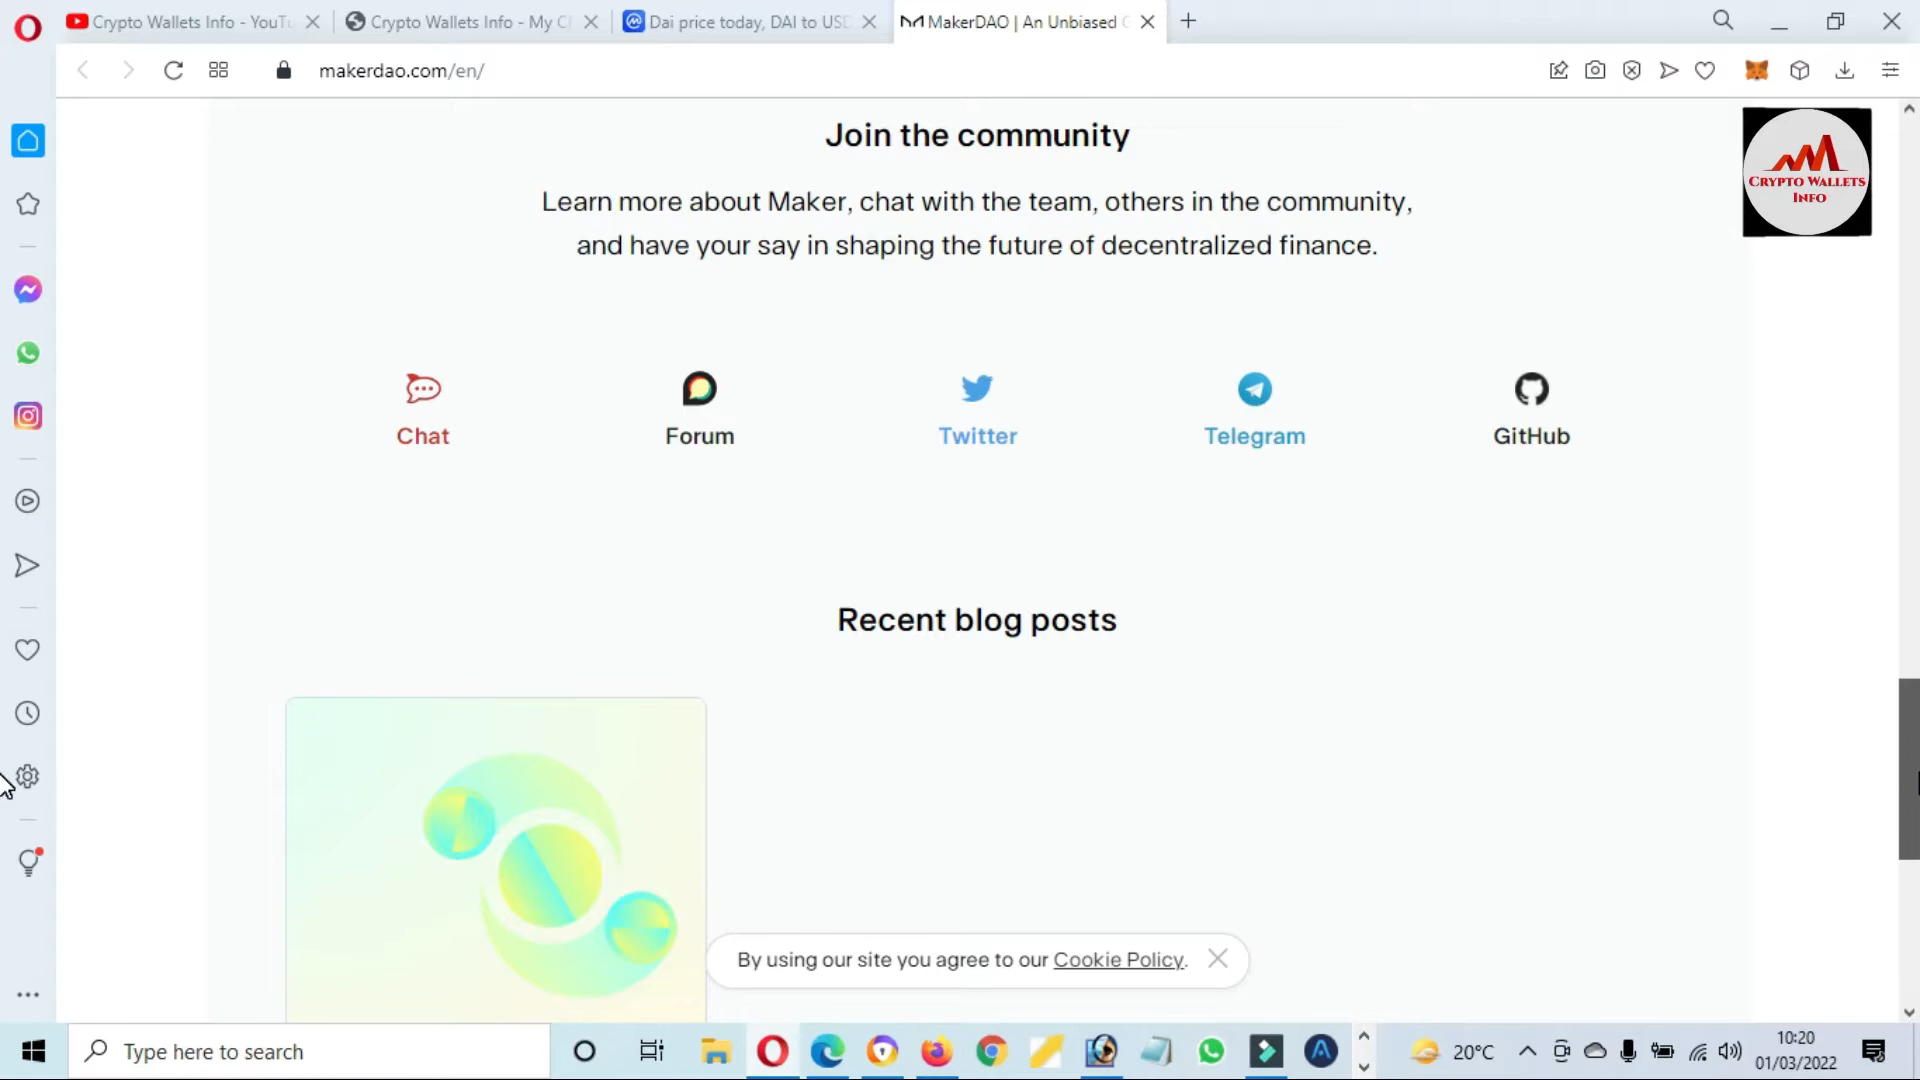 Crypto Wallets Info - YouTu
Crypto Wallets Info - My C
Dai price today, DAI to USD
MakerDAO | An Unbiased
makerdao.com/en/
CRYPTO WALLETS
INFO
Join the community
Learn more about Maker, chat with the team, others in the community,
and have your say in shaping the future of decentralized finance.
Chat
Forum
Twitter
Telegram
GitHub
Recent blog posts
By using our site you agree to our Cookie Policy.
Type here to search
20°C
10:20
01/03/2022